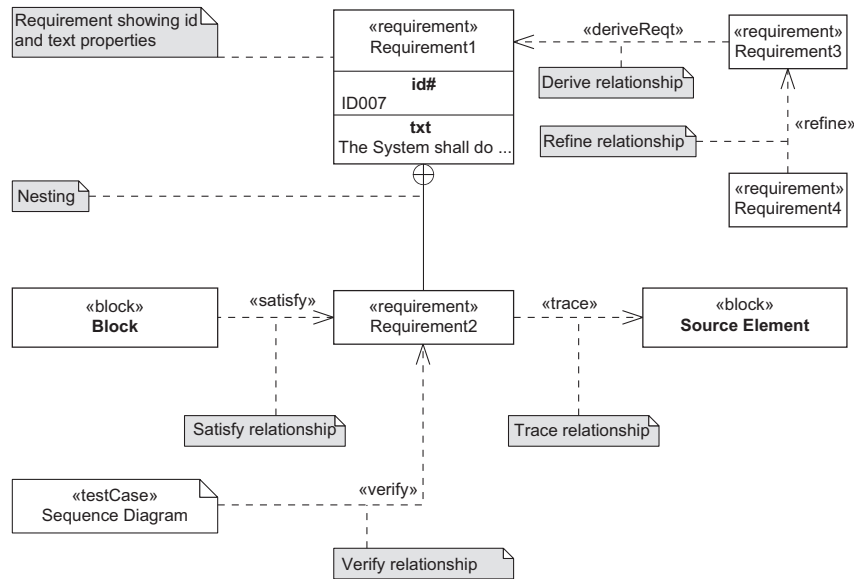 Requirement showing id
and text properties
«requirement»
Requirement1
id#
ID007
txt
The System shall do ...
«deriveReqt»
Derive relationship
«requirement»
Requirement3
«refine»
Refine relationship
«requirement»
Requirement4
Nesting
«block»
Block
«satisfy»
Satisfy relationship
«requirement»
Requirement2
«trace»
Trace relationship
«block»
Source Element
«testCase»
Sequence Diagram
«verify»
Verify relationship